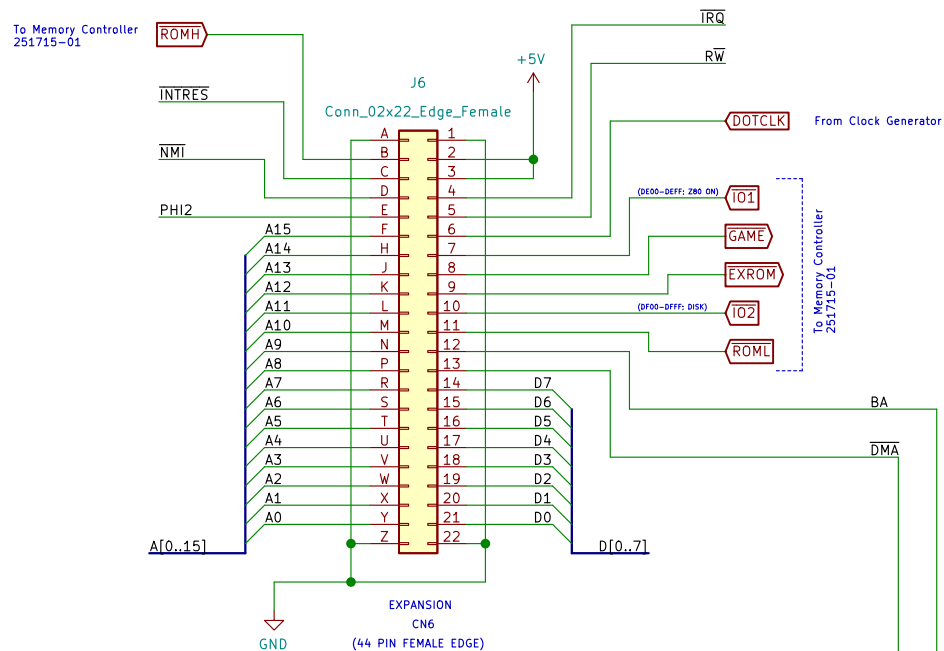 To Memory Controller
251715-01
ROMH
INTRES
NMI
PHI2
IRQ
RW
+5V
J6
Conn_02x22_Edge_Female
DOTCLK
From Clock Generator
(DE00-DEFF; Z80 ON)
IO1
GAME
EXROM
(DF00-DFFF; DISK)
IO2
ROML
To Memory Controller
251715-01
A 1
B 2
C 3
D 4
E 5
A15 F 6
A14 H 7
A13 J 8
A12 K 9
A11 L 10
A10 M 11
A9 N 12
A8 P 13
A7 R 14 D7
A6 S 15 D6
A5 T 16 D5
A4 U 17 D4
A3 V 18 D3
A2 W 19 D2
A1 X 20 D1
A0 Y 21 D0
Z 22
BA
DMA
A[0..15]
D[0..7]
GND
EXPANSION
CN6
(44 PIN FEMALE EDGE)